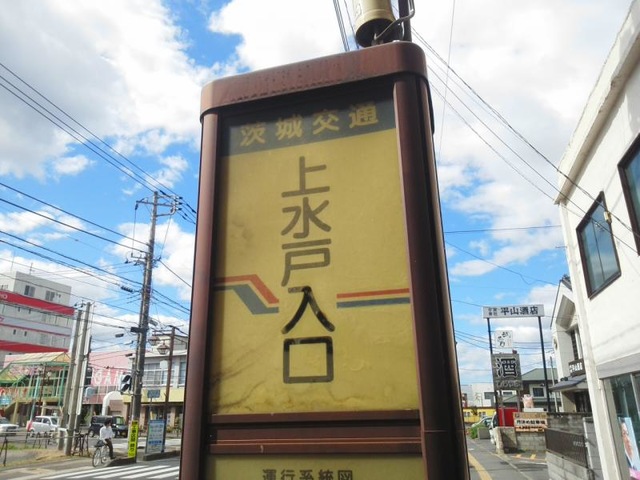 茨城交通
上水戸入口
運行系統図
平山酒店